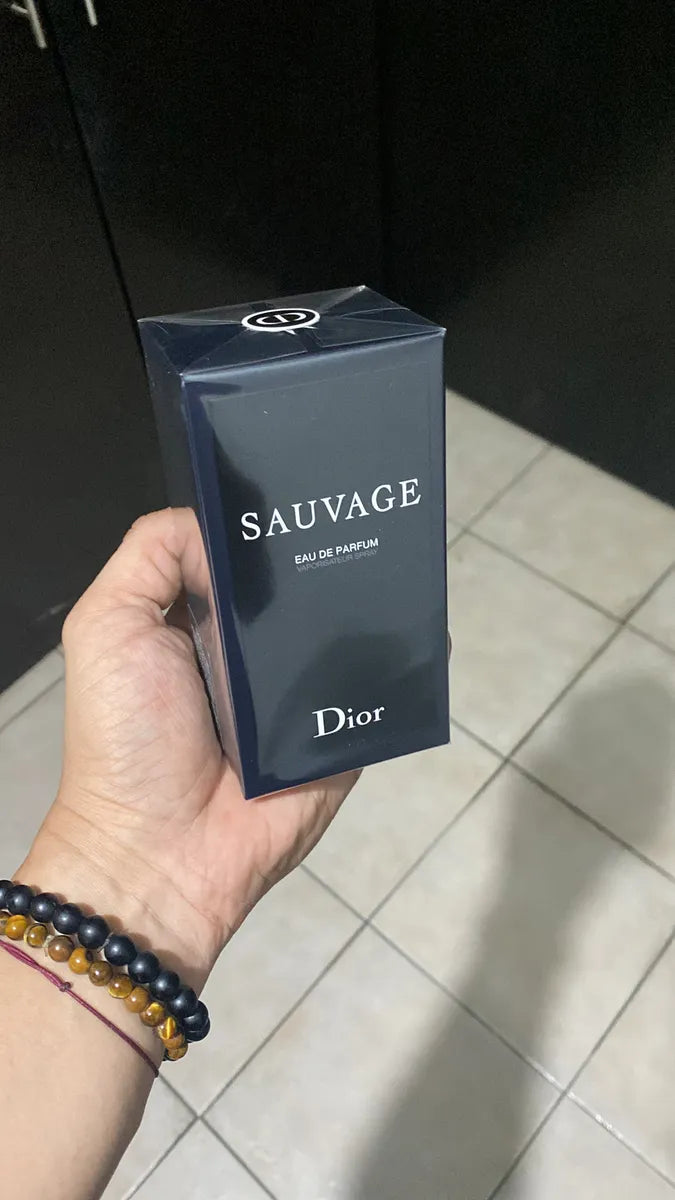 SAUVAGE
EAU DE PARFUM
VAPORISATEUR SPRAY
Dior